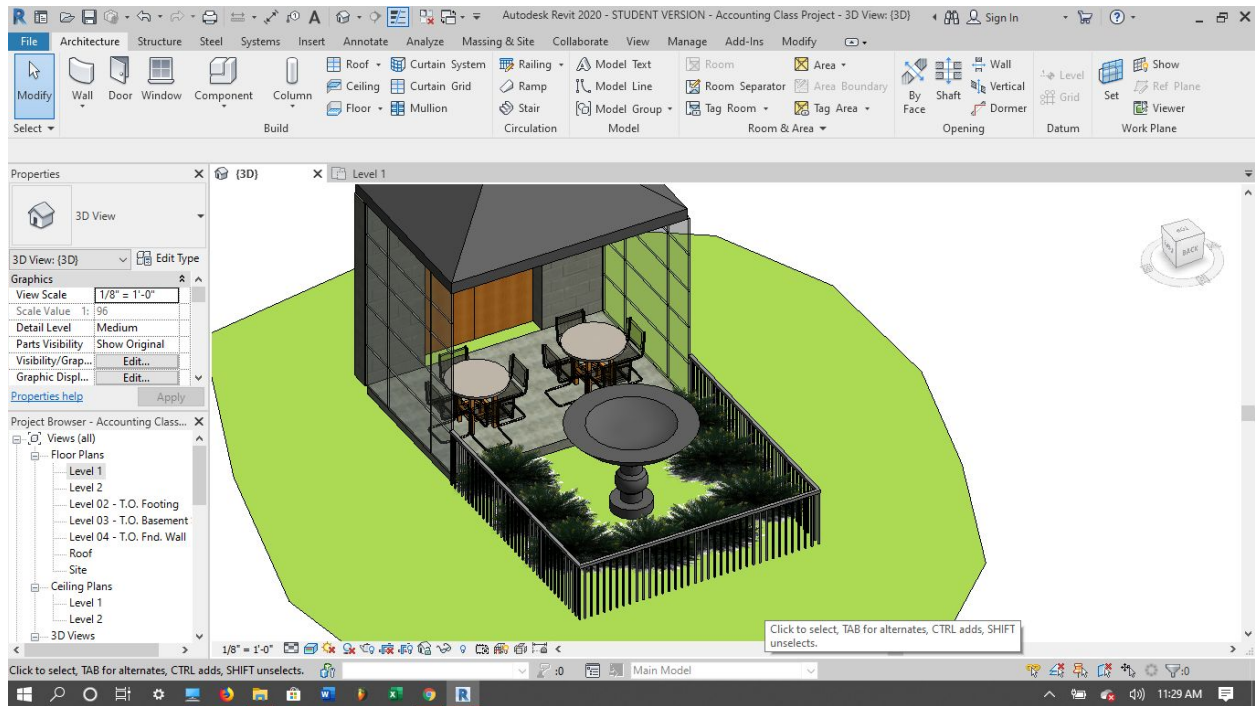 Autodesk Revit 2020 - STUDENT VERSION - Accounting Class Project - 3D View: {3D}
Sign In
File Architecture Structure Steel Systems Insert Annotate Analyze Massing & Site Collaborate View Manage Add-Ins Modify
Modify
Wall
Door
Window
Component
Column
Roof
Ceiling
Floor
Curtain System
Curtain Grid
Mullion
Railing
Ramp
Stair
Model Text
Model Line
Model Group
Room
Room Separator
Tag Room
Area
Area Boundary
Tag Area
By
Face
Shaft
Wall
Vertical
Dormer
Level
Grid
Set
Show
Ref Plane
Viewer
Select Build Circulation Model Room & Area Opening Datum Work Plane
Properties
{3D}
Level 1
3D View
3D View: {3D}
Edit Type
Graphics
View Scale 1/8" = 1'-0"
Scale Value 1: 96
Detail Level Medium
Parts Visibility Show Original
Visibility/Grap... Edit...
Graphic Displ... Edit...
Properties help Apply
Project Browser - Accounting Class...
Views (all)
Floor Plans
Level 1
Level 2
Level 02 - T.O. Footing
Level 03 - T.O. Basement
Level 04 - T.O. Fnd. Wall
Roof
Site
Ceiling Plans
Level 1
Level 2
3D Views
BACK
Click to select, TAB for alternates, CTRL adds, SHIFT
unselects.
1/8" = 1'-0"
Click to select, TAB for alternates, CTRL adds, SHIFT unselects.
:0
Main Model
:0
11:29 AM